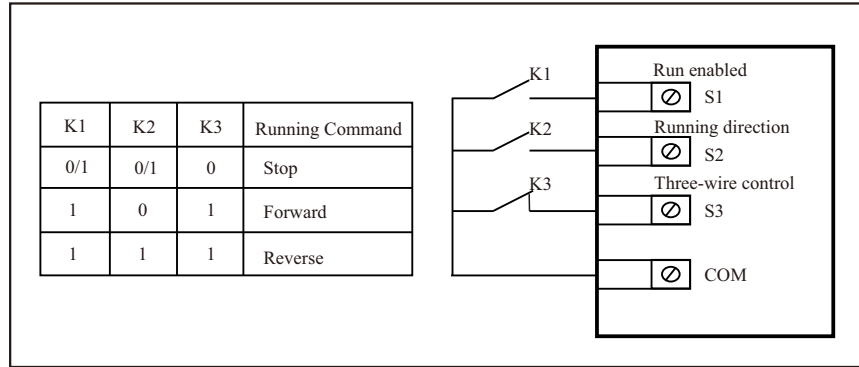 K1 K2 K3 Running Command
0/1 0/1 0 Stop
1 0 1 Forward
1 1 1 Reverse
K1
Run enabled
S1
K2
Running direction
S2
K3
Three-wire control
S3
COM